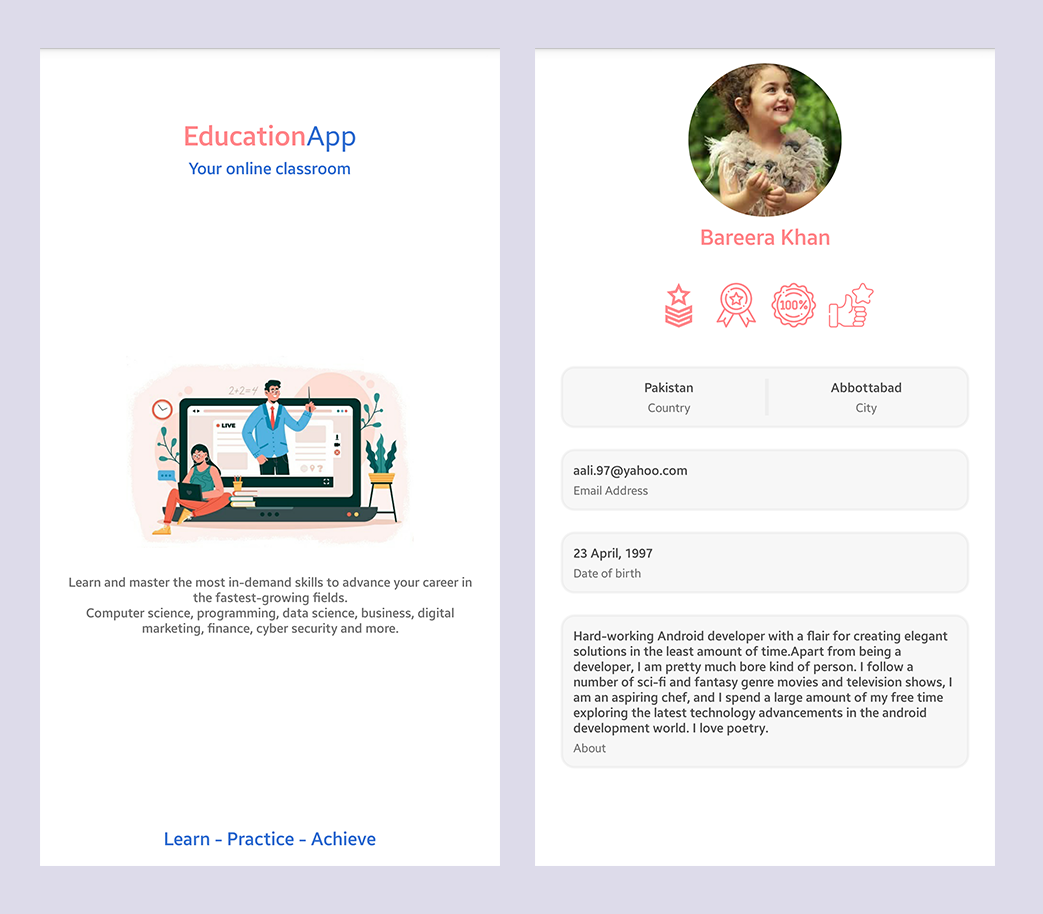 EducationApp
Your online classroom
2+2=4
LIVE
Learn and master the most in-demand skills to advance your career in
the fastest-growing fields.
Computer science, programming, data science, business, digital
marketing, finance, cyber security and more.
Learn - Practice - Achieve
Bareera Khan
100%
Pakistan
Country
Abbottabad
City
aali.97@yahoo.com
Email Address
23 April, 1997
Date of birth
Hard-working Android developer with a flair for creating elegant
solutions in the least amount of time.Apart from being a
developer, I am pretty much bore kind of person. I follow a
number of sci-fi and fantasy genre movies and television shows, I
am an aspiring chef, and I spend a large amount of my free time
exploring the latest technology advancements in the android
development world. I love poetry.
About